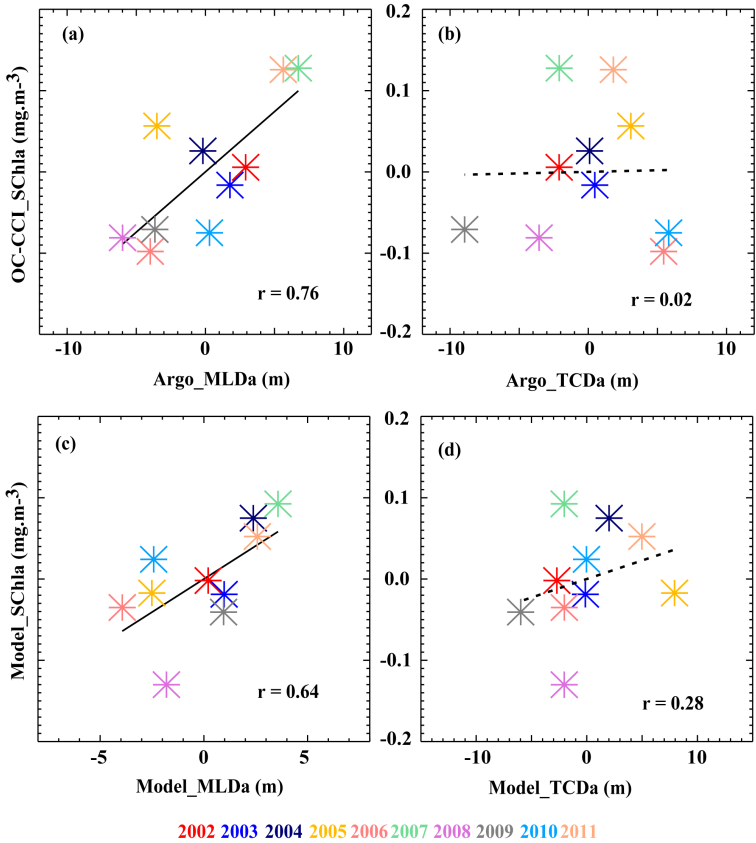 (a)
(b)
0.2
0.1
0.0
-0.1
-0.2
OC-CCI_SChla (mg.m-³)
r = 0.76
r = 0.02
-10 0 10
-10 0 10
Argo_MLDa (m)
Argo_TCDa (m)
(c)
(d)
0.2
0.1
0.0
-0.1
-0.2
Model_SChla (mg.m-³)
r = 0.64
r = 0.28
-5 0 5
-10 0 10
Model_MLDa (m)
Model_TCDa (m)
2002 2003 2004 2005 2006 2007 2008 2009 2010 2011